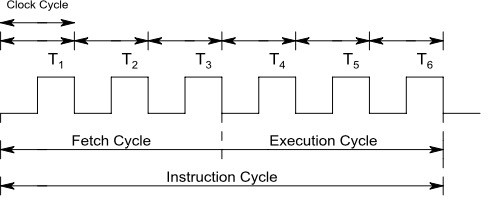 Clock Cycle
T1 T2 T3 T4 T5 T6
Fetch Cycle Execution Cycle
Instruction Cycle